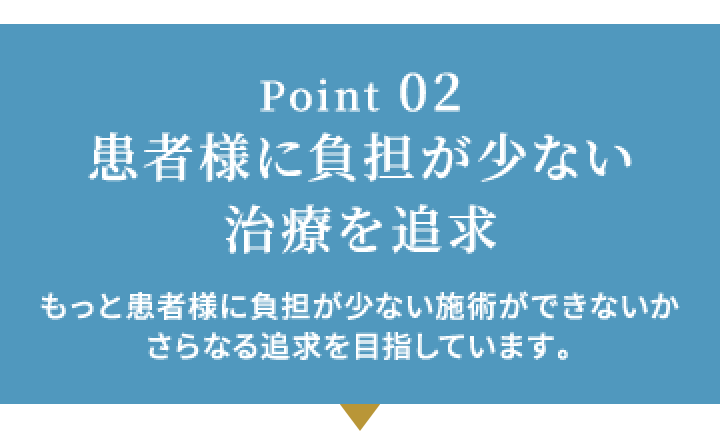 Point 02
患者様に負担が少ない
治療を追求
もっと患者様に負担が少ない施術ができないか
さらなる追求を目指しています。